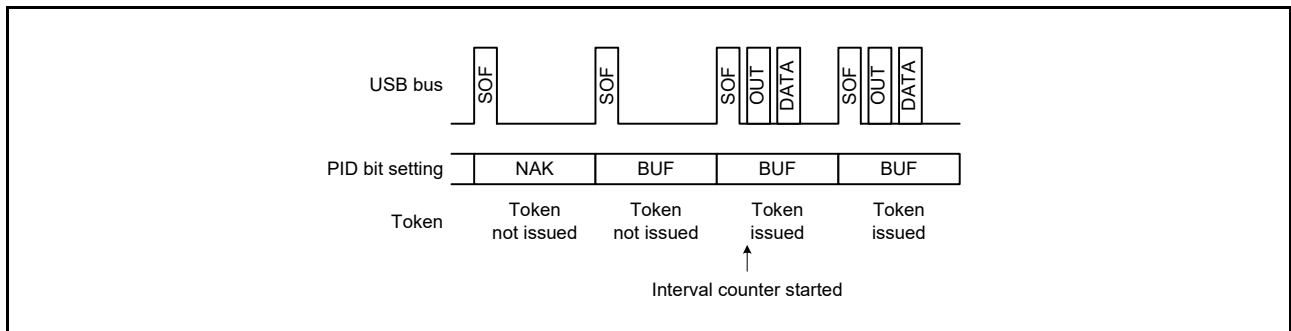 USB bus
SOF
SOF
SOF
OUT
DATA
SOF
OUT
DATA
PID bit setting
NAK
BUF
BUF
BUF
Token
Token
not issued
Token
not issued
Token
issued
Token
issued
Interval counter started